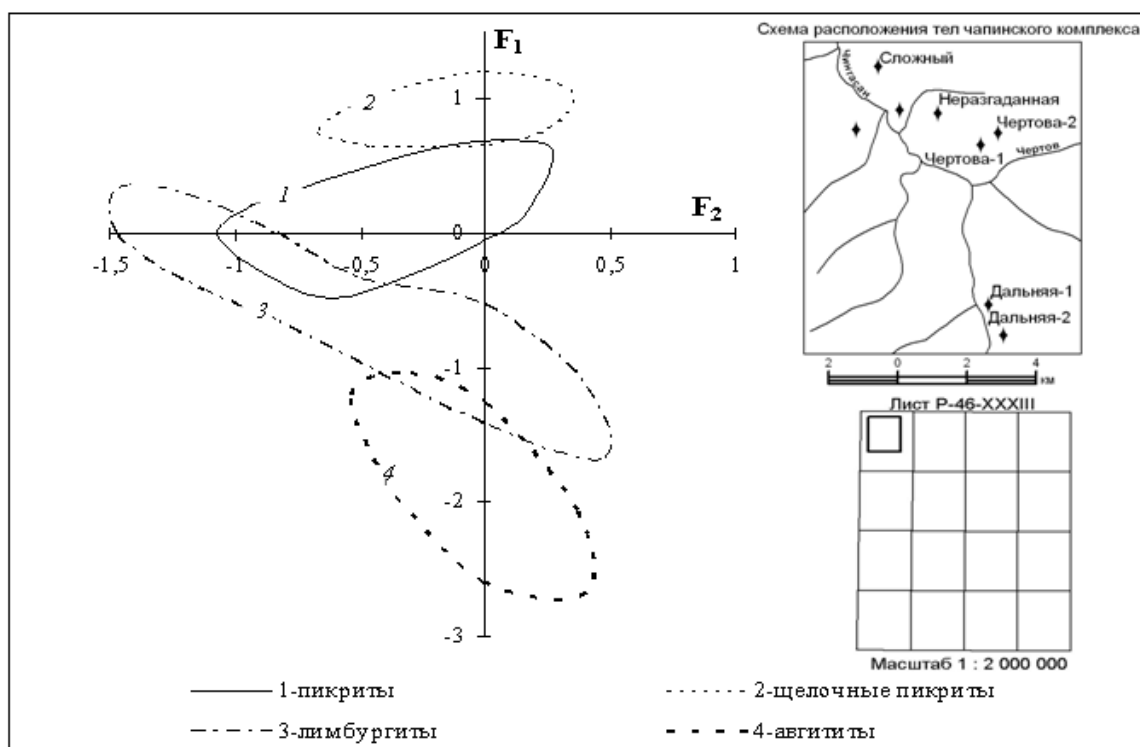 F1
2
1
1
F2
0
-1,5
-1
-0,5
0
0,5
1
3
-1
4
-2
-3
Схема расположения тел чапинского комплекса
Чингасан
Сложный
Неразгаданная
Чертова-2
Чертова-1
Чертов
Дальняя-1
Дальняя-2
2 0 2 4
км
Лист P-46-XXXIII
Масштаб 1 : 2 000 000
1-пикриты
2-щелочные пикриты
3-лимбургиты
4-авгититы